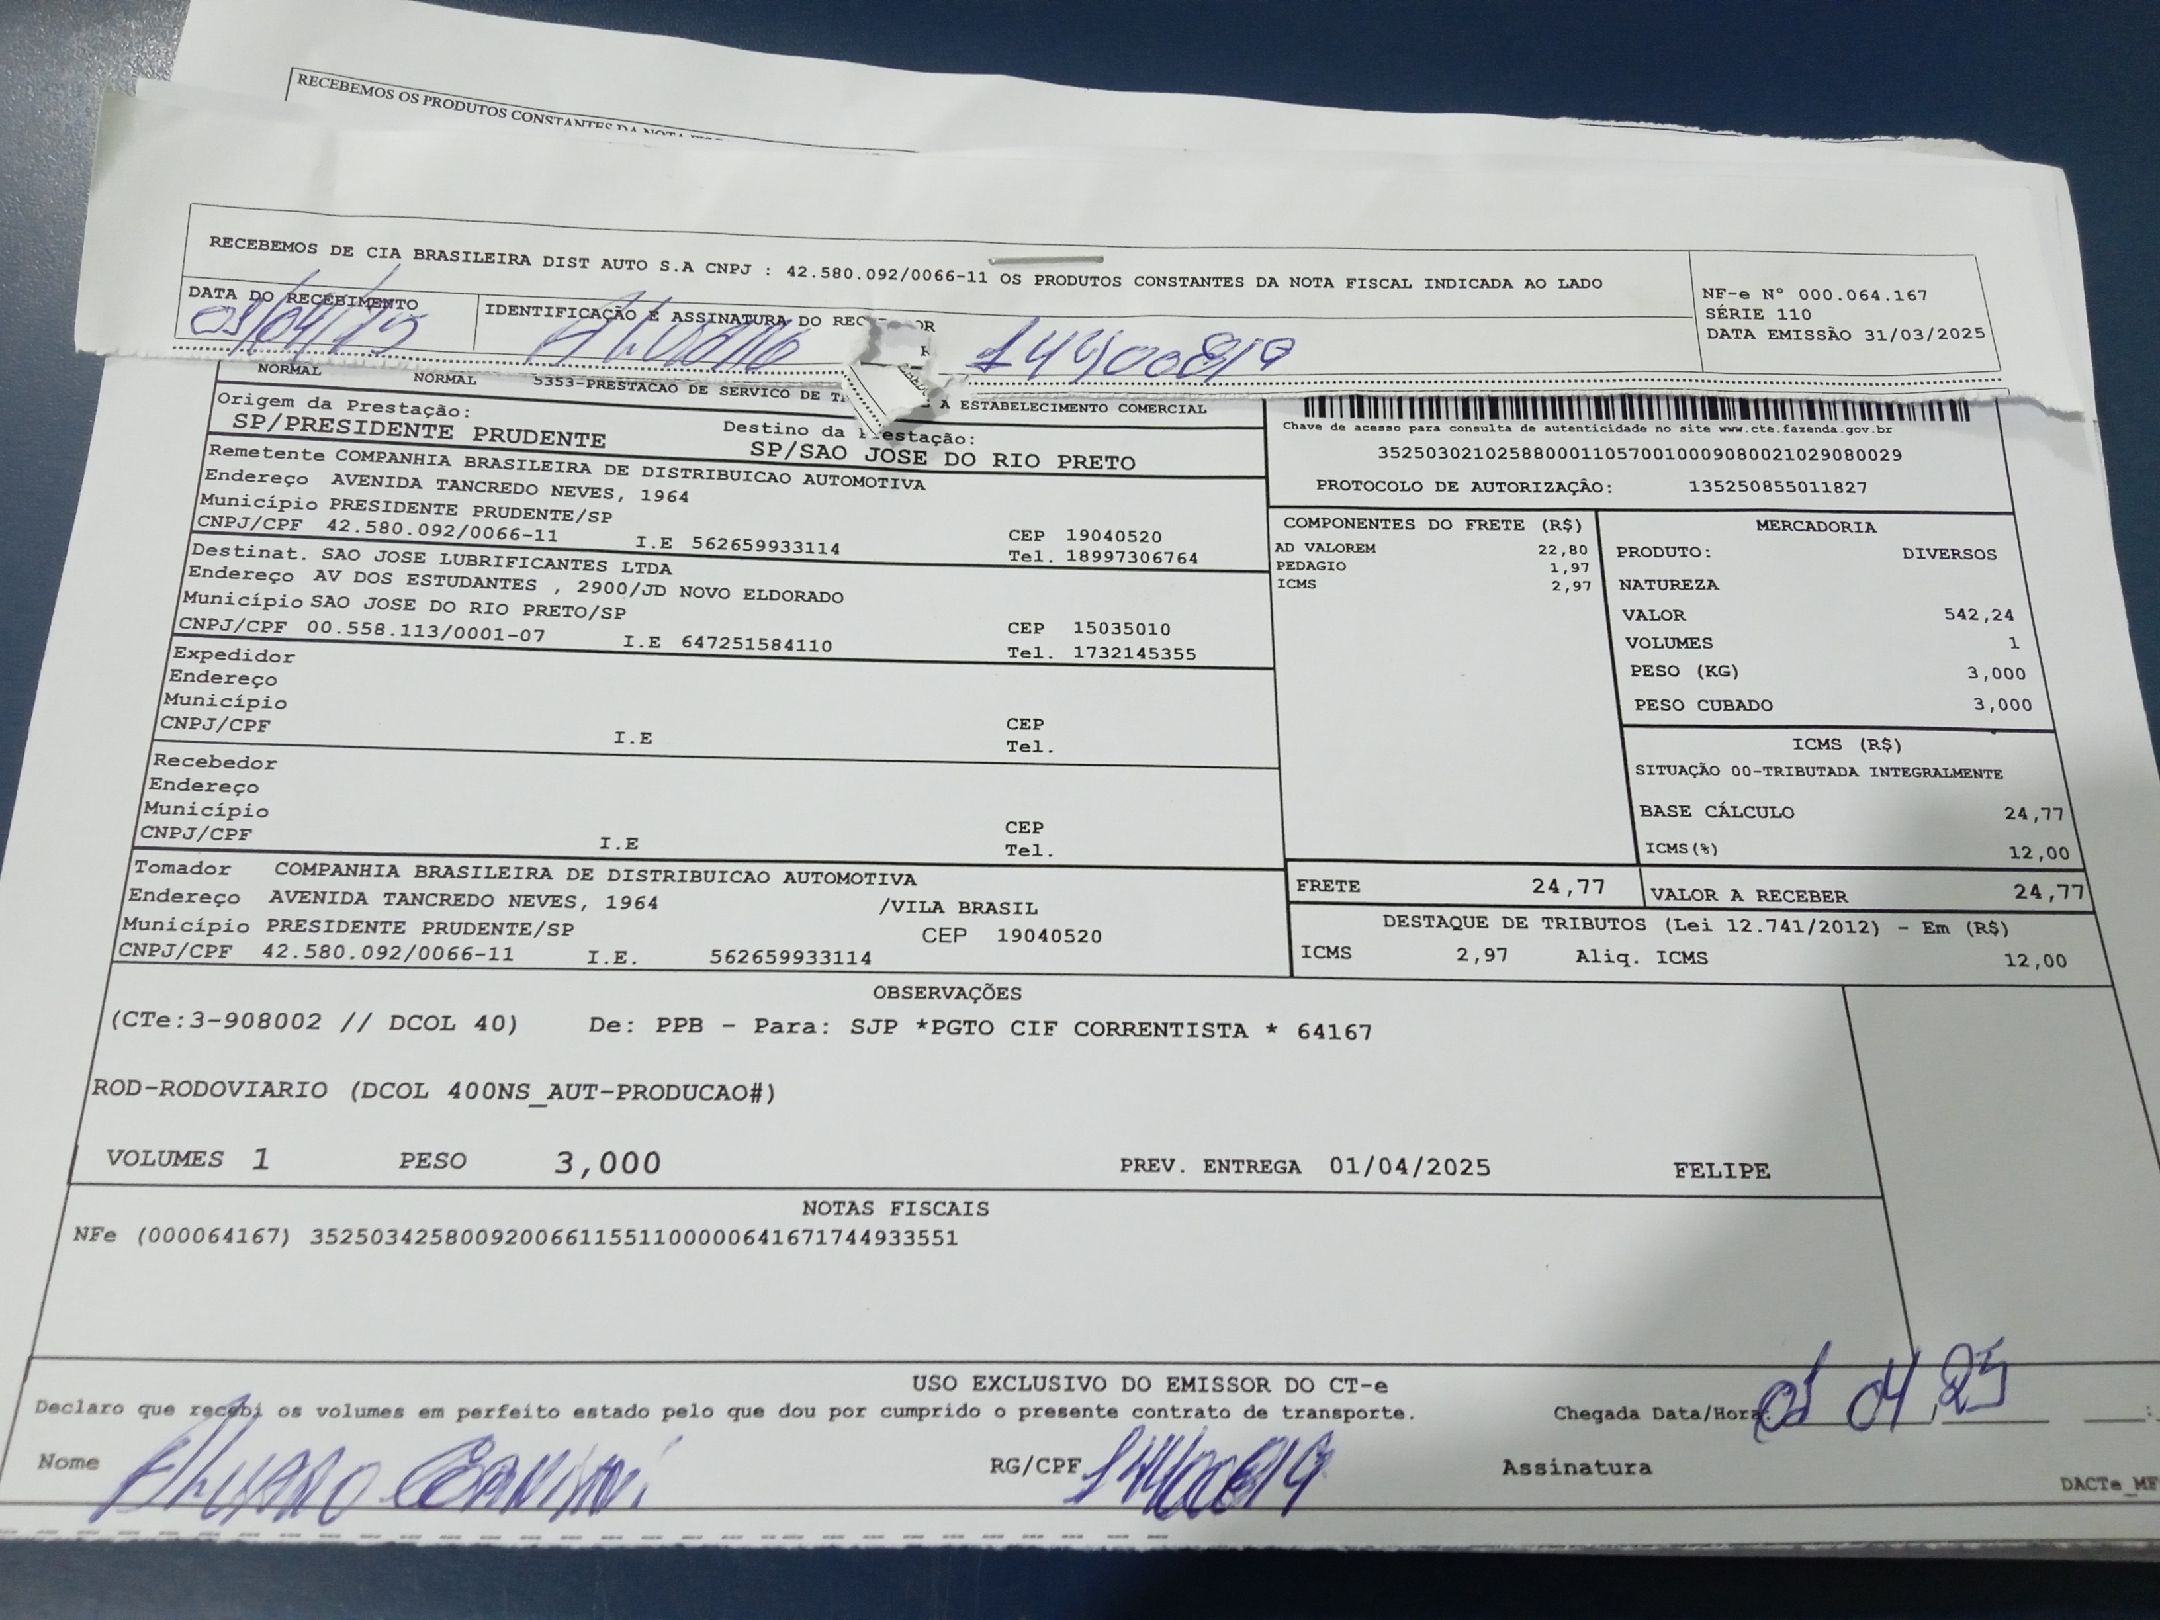 RECEBEMOS OS PRODUTOS CONSTANTES DA NOTA
RECEBEMOS DE CIA BRASILEIRA DIST AUTO S.A CNPJ : 42.580.092/0066-11 OS PRODUTOS CONSTANTES DA NOTA FISCAL INDICADA AO LADO
NF-e Nº 000.064.167
SÉRIE 110
DATA EMISSÃO 31/03/2025
DATA DO RECEBIMENTO
IDENTIFICAÇÃO E ASSINATURA DO REC OR
01/04/25
NORMAL NORMAL 5353-PRESTACAO DE SERVICO DE A ESTABELECIMENTO COMERCIAL
Origem da Prestação:
SP/PRESIDENTE PRUDENTE
Destino da estação:
SP/SAO JOSE DO RIO PRETO
Chave de acesso para consulta de autenticidade no site www.cte.fazenda.gov.br
35250302102588000110570010009080021029080029
PROTOCOLO DE AUTORIZAÇÃO: 135250855011827
Remetente COMPANHIA BRASILEIRA DE DISTRIBUICAO AUTOMOTIVA
Endereço AVENIDA TANCREDO NEVES, 1964
Município PRESIDENTE PRUDENTE/SP CEP 19040520
CNPJ/CPF 42.580.092/0066-11 I.E 562659933114 Tel. 18997306764
Destinat. SAO JOSE LUBRIFICANTES LTDA
Endereço AV DOS ESTUDANTES , 2900/JD NOVO ELDORADO
Município SAO JOSE DO RIO PRETO/SP CEP 15035010
CNPJ/CPF 00.558.113/0001-07 I.E 647251584110 Tel. 1732145355
Expedidor
Endereço
Município CEP
CNPJ/CPF I.E Tel.
Recebedor
Endereço
Município CEP
CNPJ/CPF I.E Tel.
Tomador COMPANHIA BRASILEIRA DE DISTRIBUICAO AUTOMOTIVA
Endereço AVENIDA TANCREDO NEVES, 1964 /VILA BRASIL
Município PRESIDENTE PRUDENTE/SP CEP 19040520
CNPJ/CPF 42.580.092/0066-11 I.E. 562659933114
COMPONENTES DO FRETE (R$)
AD VALOREM 22,80
PEDAGIO 1,97
ICMS 2,97
MERCADORIA
PRODUTO: DIVERSOS
NATUREZA
VALOR 542,24
VOLUMES 1
PESO (KG) 3,000
PESO CUBADO 3,000
ICMS (R$)
SITUAÇÃO 00-TRIBUTADA INTEGRALMENTE
BASE CÁLCULO 24,77
ICMS(%) 12,00
FRETE 24,77 VALOR A RECEBER 24,77
DESTAQUE DE TRIBUTOS (Lei 12.741/2012) - Em (R$)
ICMS 2,97 Aliq. ICMS 12,00
OBSERVAÇÕES
(CTe:3-908002 // DCOL 40) De: PPB - Para: SJP *PGTO CIF CORRENTISTA * 64167
ROD-RODOVIARIO (DCOL 400NS_AUT-PRODUCAO#)
VOLUMES 1 PESO 3,000 PREV. ENTREGA 01/04/2025 FELIPE
NOTAS FISCAIS
NFe (000064167) 35250342580092006611551100000641671744933551
USO EXCLUSIVO DO EMISSOR DO CT-e
Declaro que recebi os volumes em perfeito estado pelo que dou por cumprido o presente contrato de transporte. Chegada Data/Hora: 01 04 25
Nome RG/CPF Assinatura
DACTe_ME